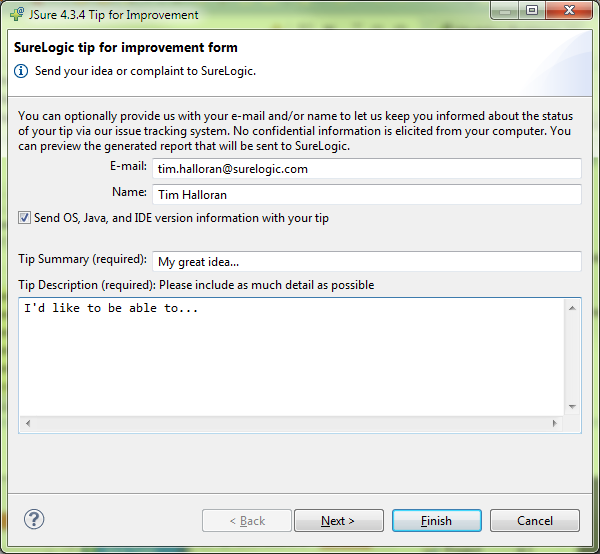 JSure 4.3.4 Tip for Improvement
SureLogic tip for improvement form
Send your idea or complaint to SureLogic.
You can optionally provide us with your e-mail and/or name to let us keep you informed about the status
of your tip via our issue tracking system. No confidential information is elicited from your computer. You
can preview the generated report that will be sent to SureLogic.
E-mail: tim.halloran@surelogic.com
Name: Tim Halloran
Send OS, Java, and IDE version information with your tip
Tip Summary (required): My great idea...
Tip Description (required): Please include as much detail as possible
I'd like to be able to...
? < Back Next > Finish Cancel